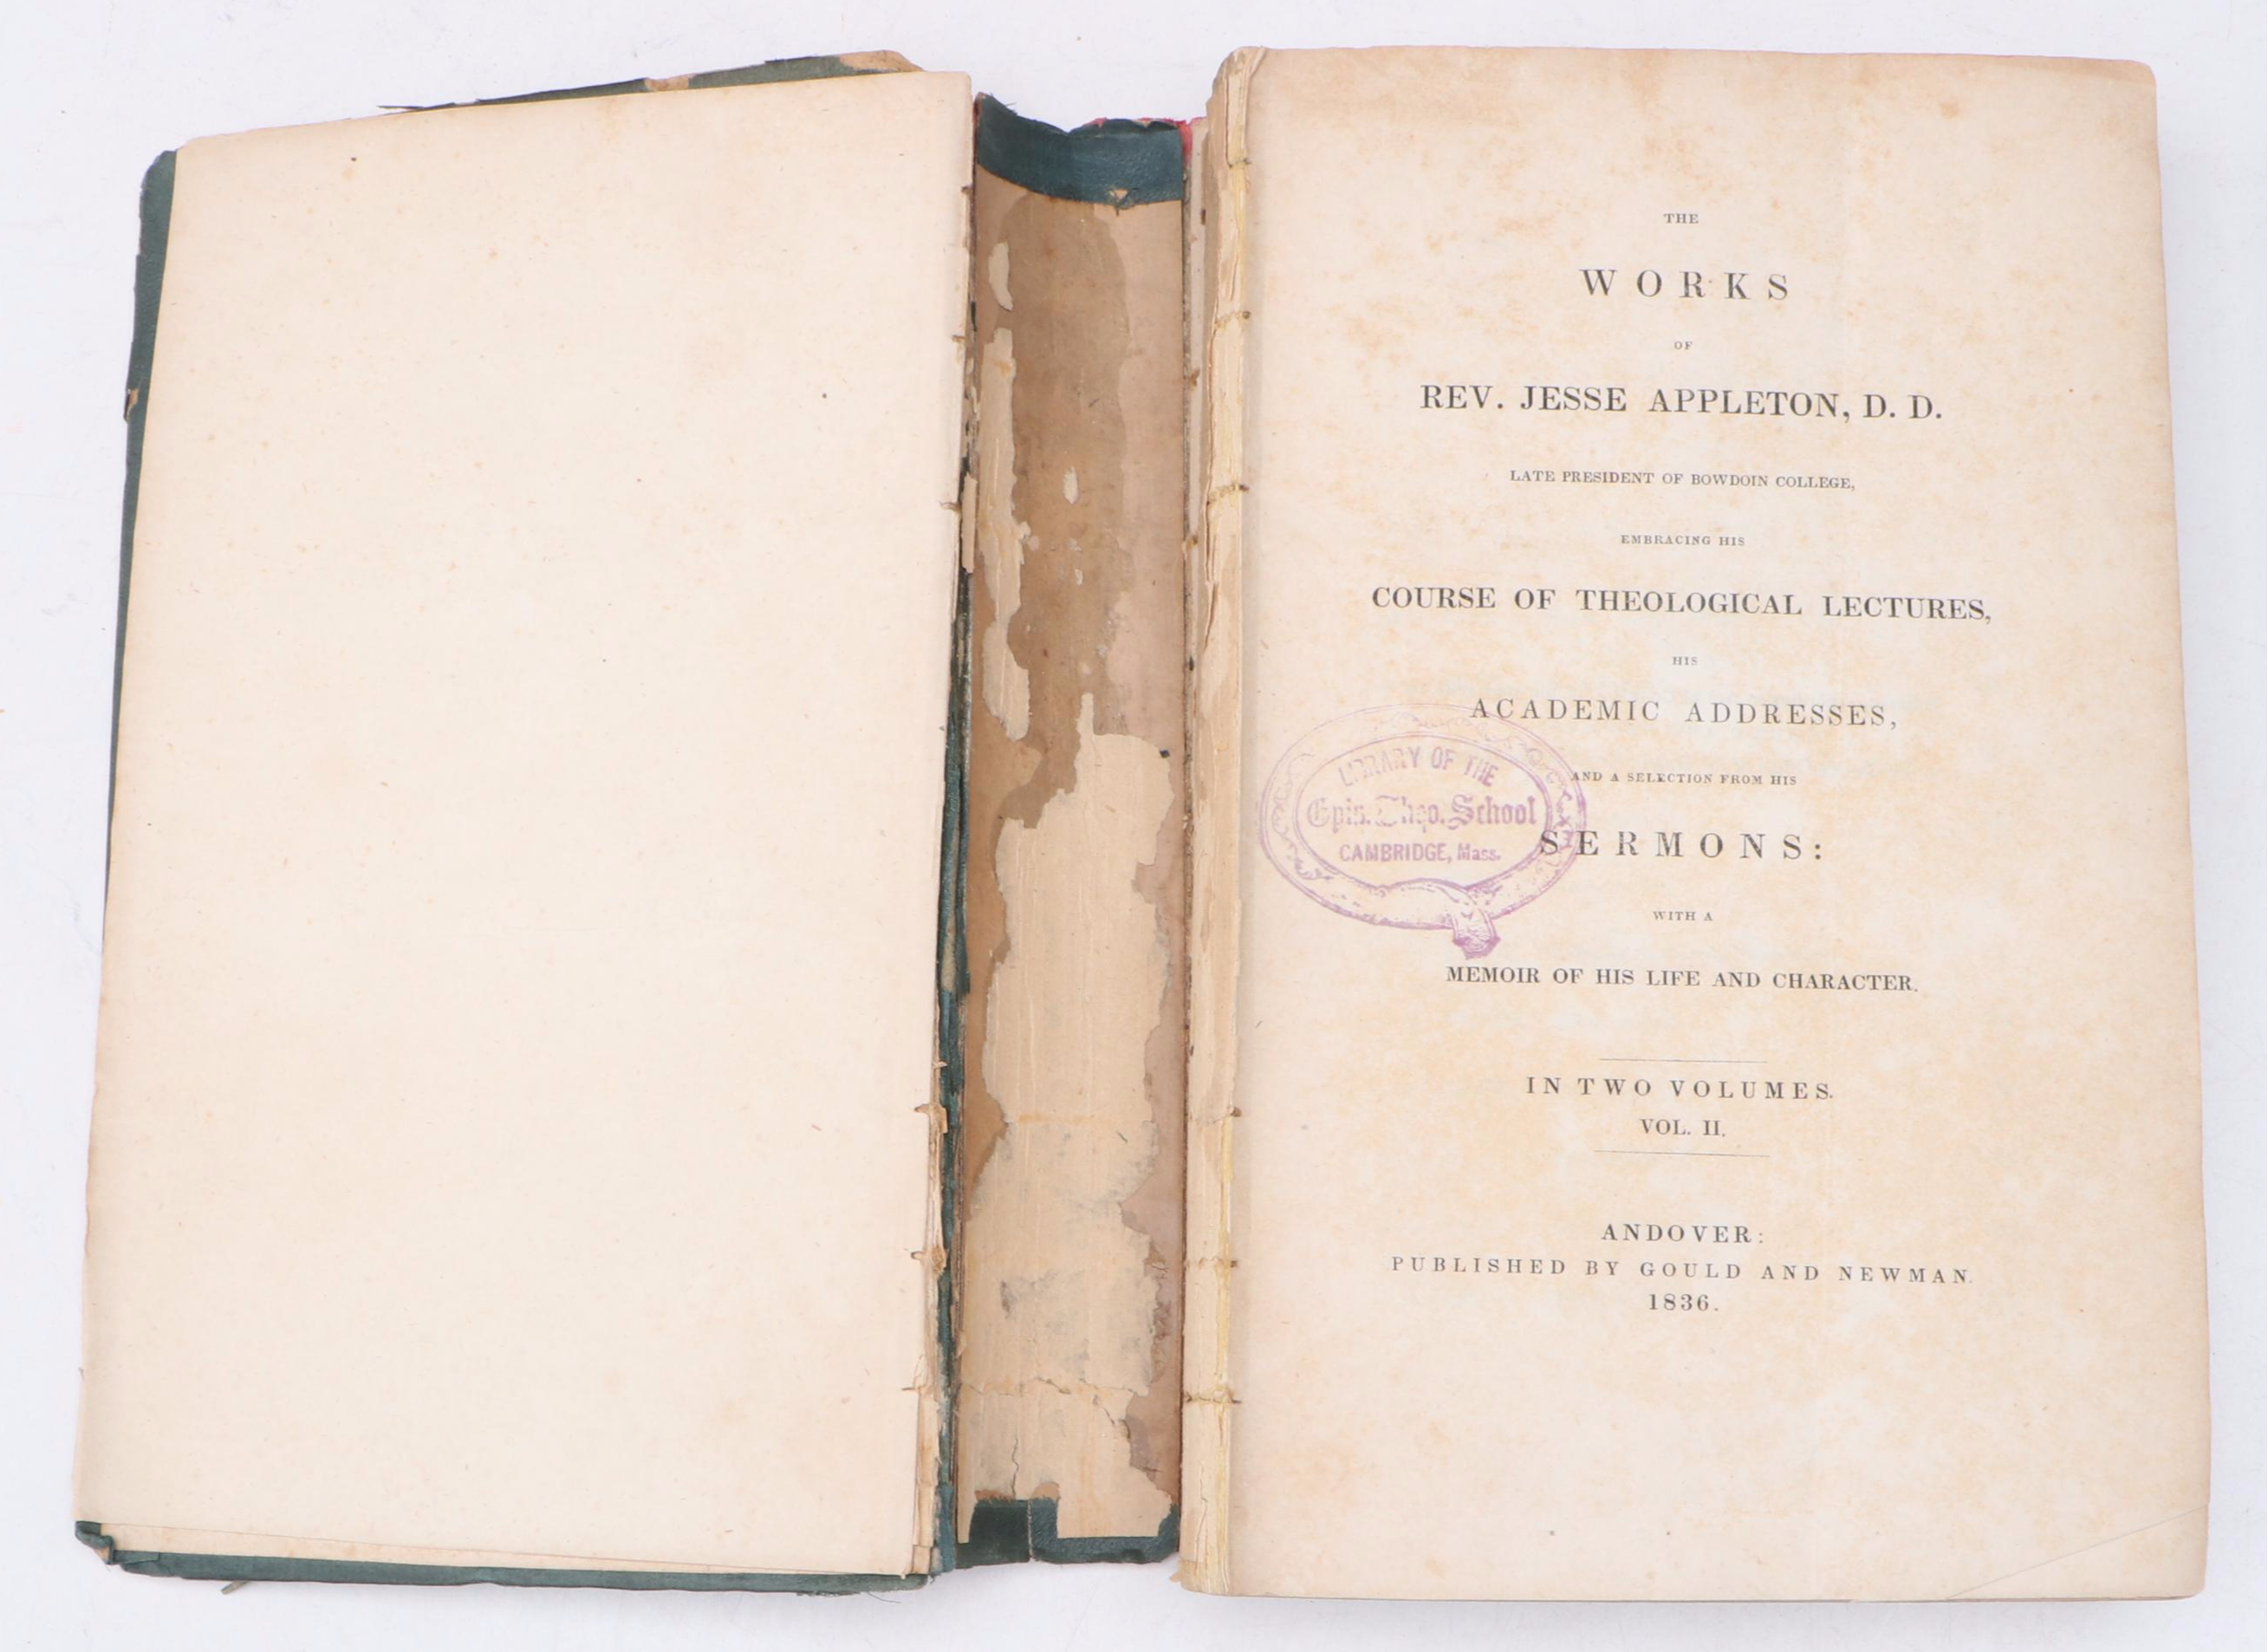 THE
WORKS
OF
REV. JESSE APPLETON, D. D.
LATE PRESIDENT OF BOWDOIN COLLEGE,
EMBRACING HIS
COURSE OF THEOLOGICAL LECTURES,
HIS
ACADEMIC ADDRESSES,
AND A SELECTION FROM HIS
SERMONS:
WITH A
MEMOIR OF HIS LIFE AND CHARACTER.
IN TWO VOLUMES.
VOL. II.
ANDOVER:
PUBLISHED BY GOULD AND NEWMAN.
1836.
LIBRARY OF THE
Epis. Theo. School
CAMBRIDGE, Mass.